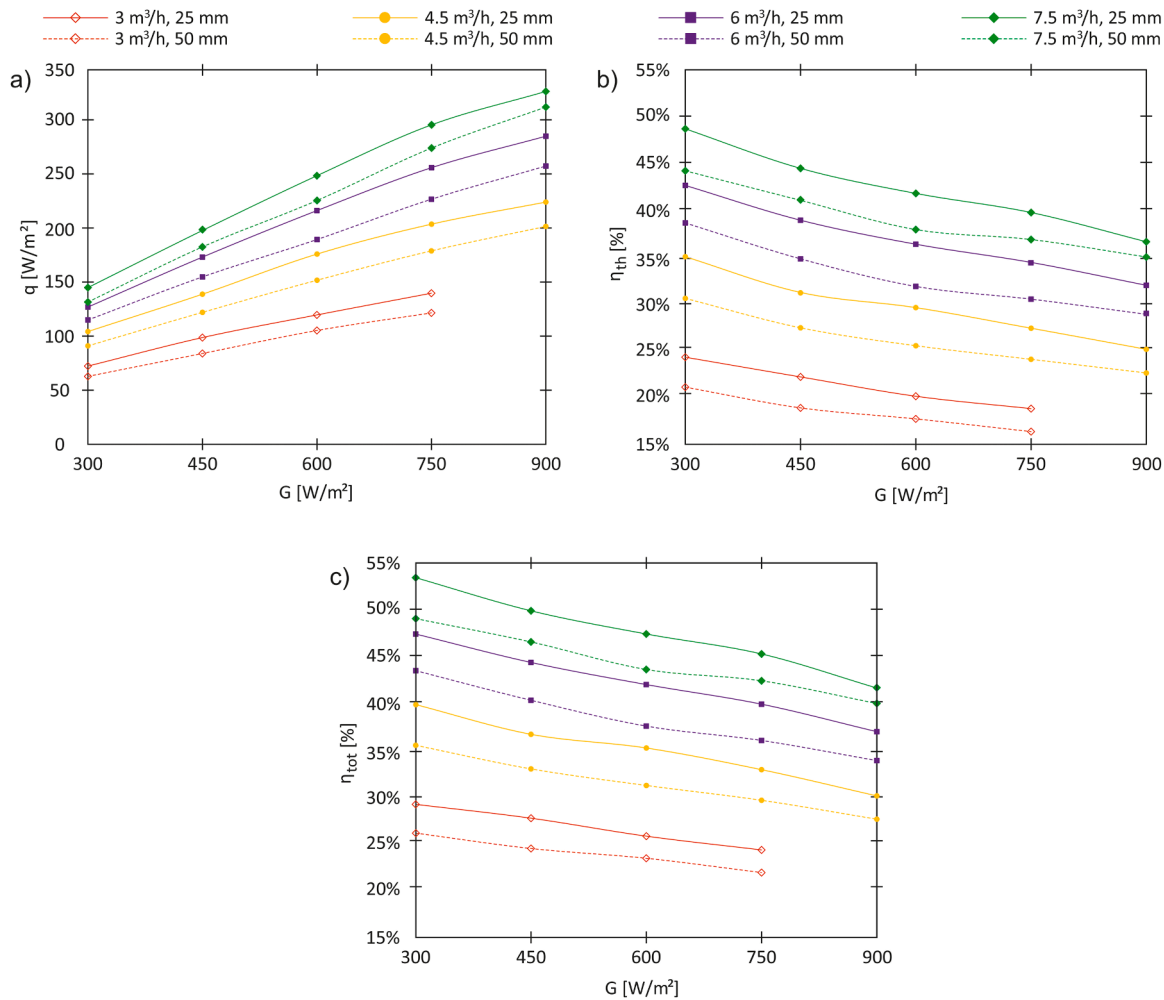 3 m³/h, 25 mm 4.5 m³/h, 25 mm 6 m³/h, 25 mm 7.5 m³/h, 25 mm
3 m³/h, 50 mm 4.5 m³/h, 50 mm 6 m³/h, 50 mm 7.5 m³/h, 50 mm
a)
350
300
250
200
150
100
50
0
q [W/m²]
300 450 600 750 900
G [W/m²]
b)
55%
50%
45%
40%
35%
30%
25%
20%
15%
η_th [%]
300 450 600 750 900
G [W/m²]
c)
55%
50%
45%
40%
35%
30%
25%
20%
15%
η_tot [%]
300 450 600 750 900
G [W/m²]